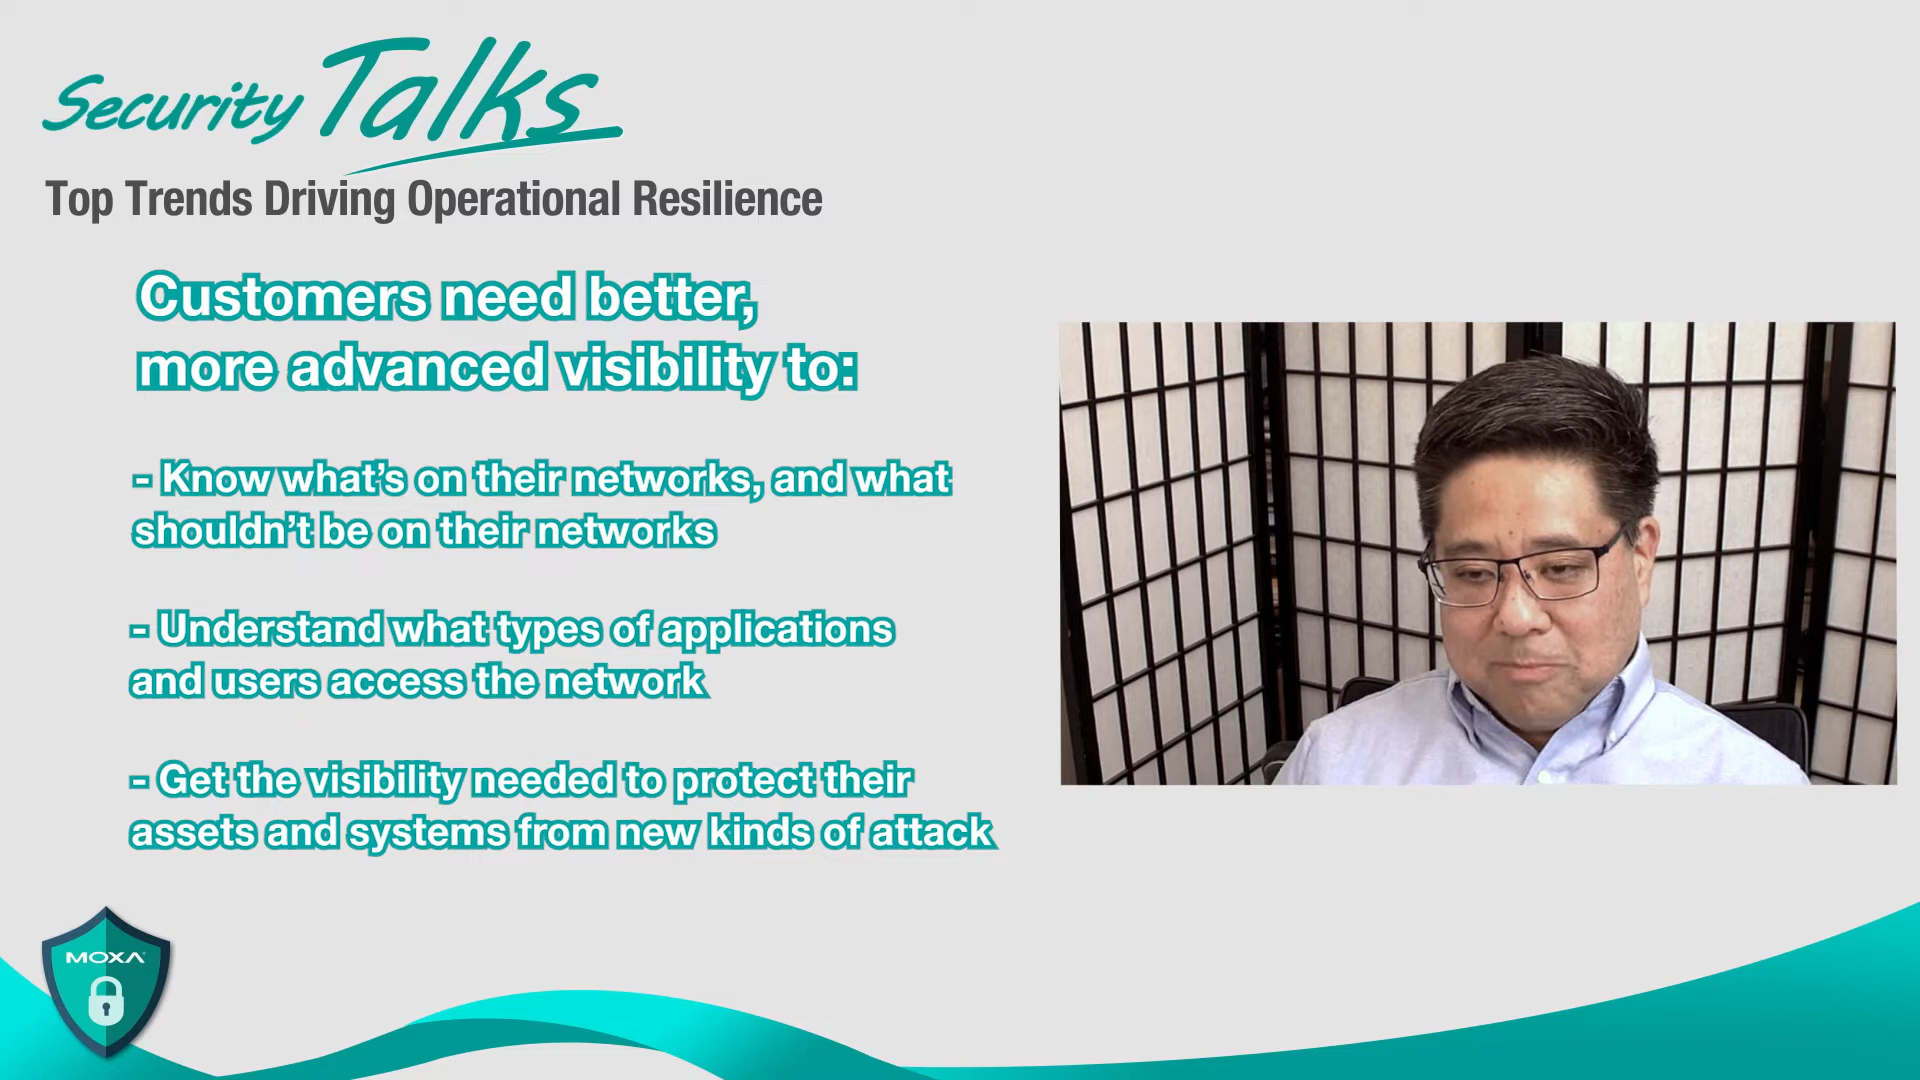 Security Talks
Top Trends Driving Operational Resilience
Customers need better,
more advanced visibility to:
- Know what’s on their networks, and what
shouldn’t be on their networks
- Understand what types of applications
and users access the network
- Get the visibility needed to protect their
assets and systems from new kinds of attack
MOXA